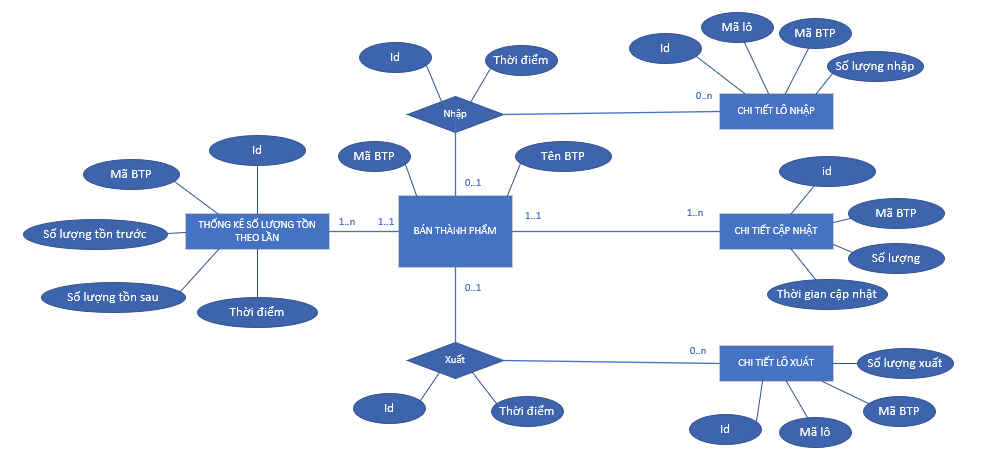 Id
Thời điểm
Nhập
0..n
Id
Mã lô
Mã BTP
Số lượng nhập
CHI TIẾT LÔ NHẬP
Mã BTP
Tên BTP
0..1
Id
Mã BTP
Số lượng tồn trước
Số lượng tồn sau
Thời điểm
THỐNG KÊ SỐ LƯỢNG TỒN
THEO LẦN
1..n
1..1
BÁN THÀNH PHẨM
1..1
1..n
CHI TIẾT CẬP NHẬT
id
Mã BTP
Số lượng
Thời gian cập nhật
0..1
Xuất
0..n
Id
Thời điểm
CHI TIẾT LÔ XUẤT
Số lượng xuất
Mã BTP
Mã lô
Id